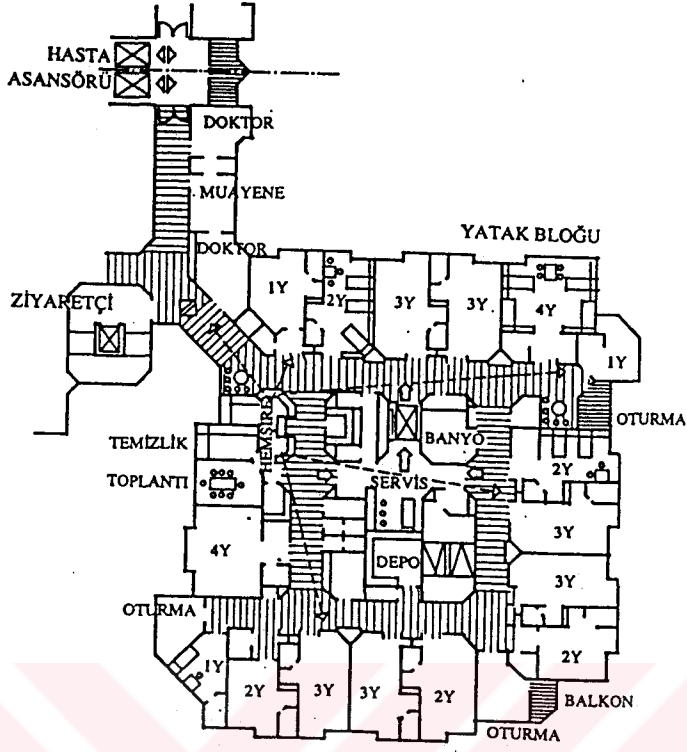 HASTA
ASANSÖRÜ
DOKTOR
MUAYENE
DOKTOR
YATAK BLOĞU
ZİYARETÇİ
1Y
2Y
3Y
3Y
4Y
1Y
OTURMA
TEMİZLİK
HEMŞİRE
BANYO
TOPLANTI
SERVİS
2Y
3Y
4Y
DEPO
3Y
OTURMA
2Y
1Y
2Y
3Y
3Y
2Y
BALKON
OTURMA